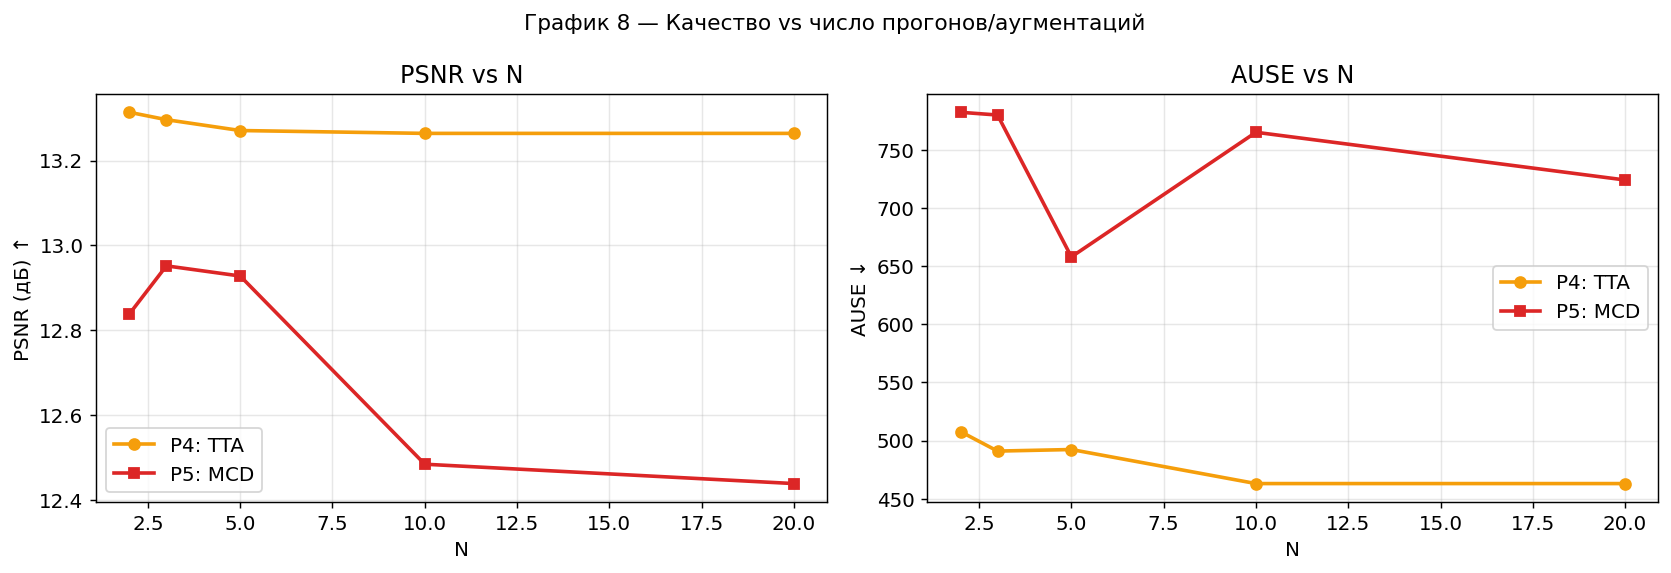 График 8 — Качество vs число прогонов/аугментаций
PSNR vs N
PSNR (дБ) ↑
13.2
13.0
12.8
12.6
12.4
2.5 5.0 7.5 10.0 12.5 15.0 17.5 20.0
N
P4: TTA
P5: MCD
AUSE vs N
AUSE ↓
750
700
650
600
550
500
450
2.5 5.0 7.5 10.0 12.5 15.0 17.5 20.0
N
P4: TTA
P5: MCD